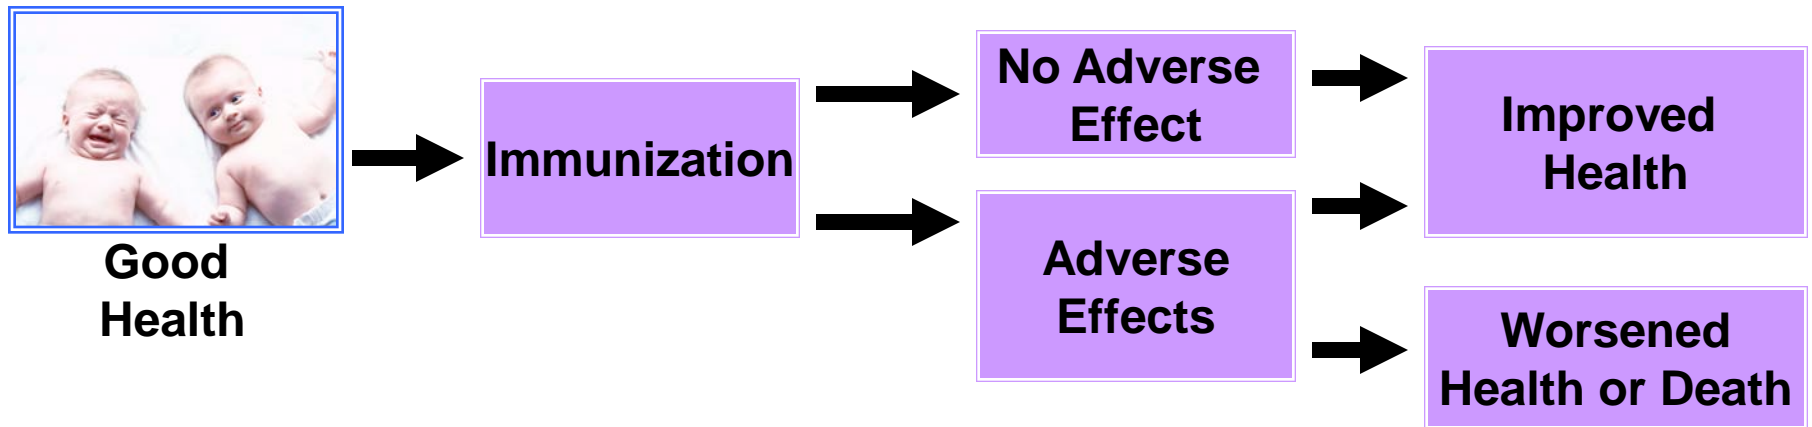 Good
Health
Immunization
No Adverse
Effect
Adverse
Effects
Improved
Health
Worsened
Health or Death